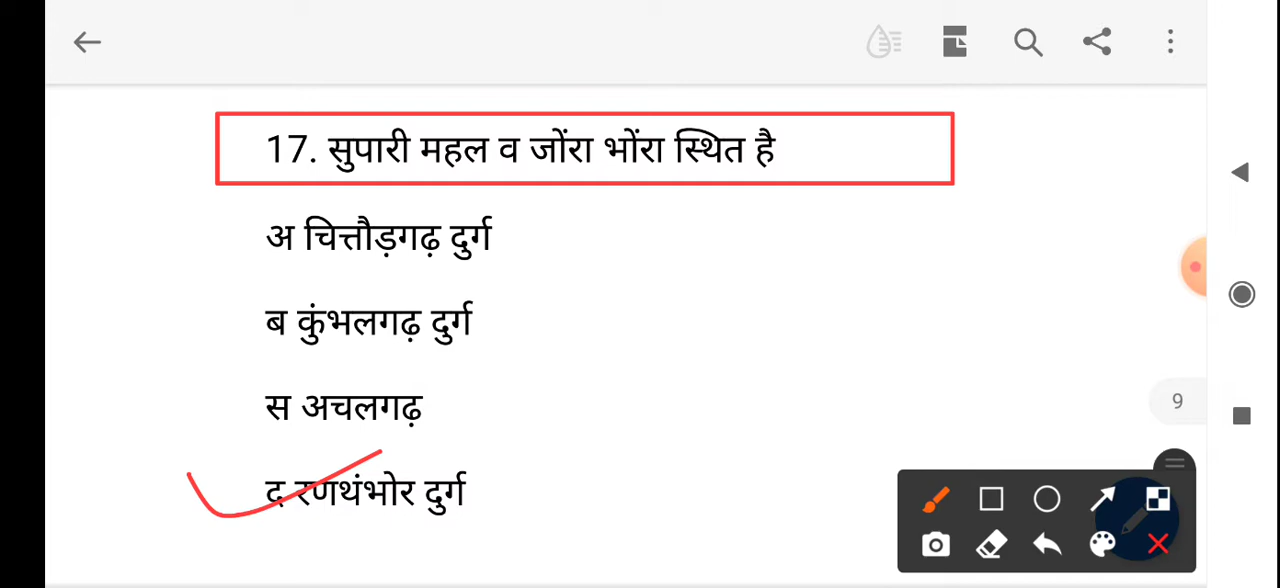 17. सुपारी महल व जोंरा भोंरा स्थित है
अ चित्तौड़गढ़ दुर्ग
ब कुंभलगढ़ दुर्ग
स अचलगढ़
9
द रणथंभोर दुर्ग